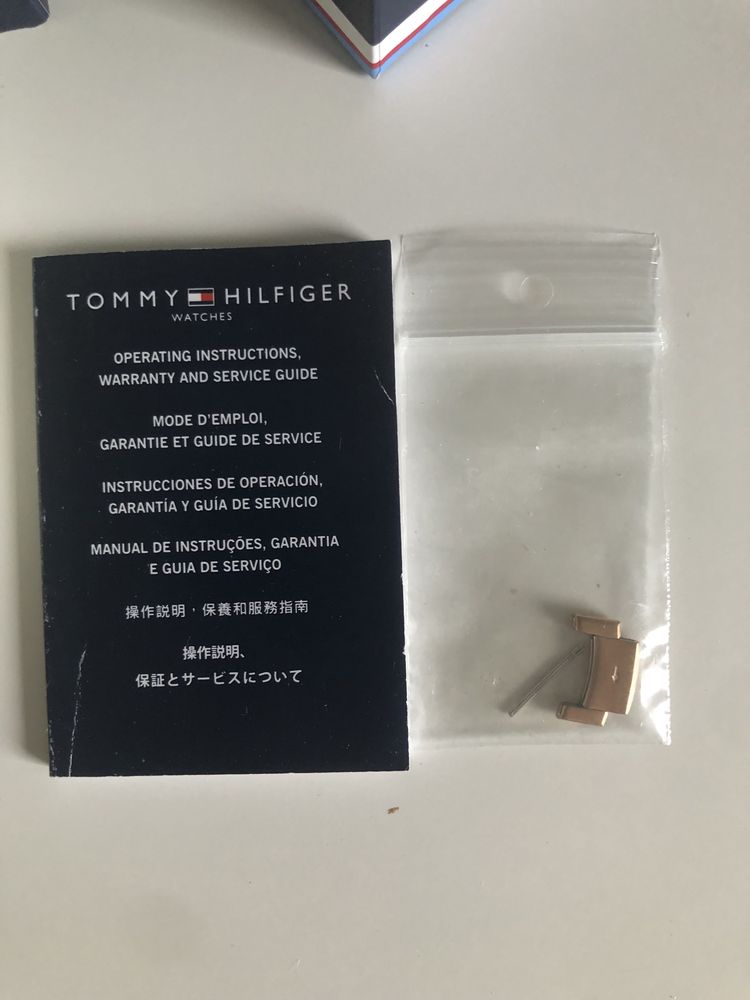 TOMMY HILFIGER
WATCHES
OPERATING INSTRUCTIONS,
WARRANTY AND SERVICE GUIDE
MODE D'EMPLOI,
GARANTIE ET GUIDE DE SERVICE
INSTRUCCIONES DE OPERACIÓN,
GARANTÍA Y GUÍA DE SERVICIO
MANUAL DE INSTRUÇÕES, GARANTIA
E GUIA DE SERVIÇO
操作説明，保養和服務指南
操作説明、
保証とサービスについて